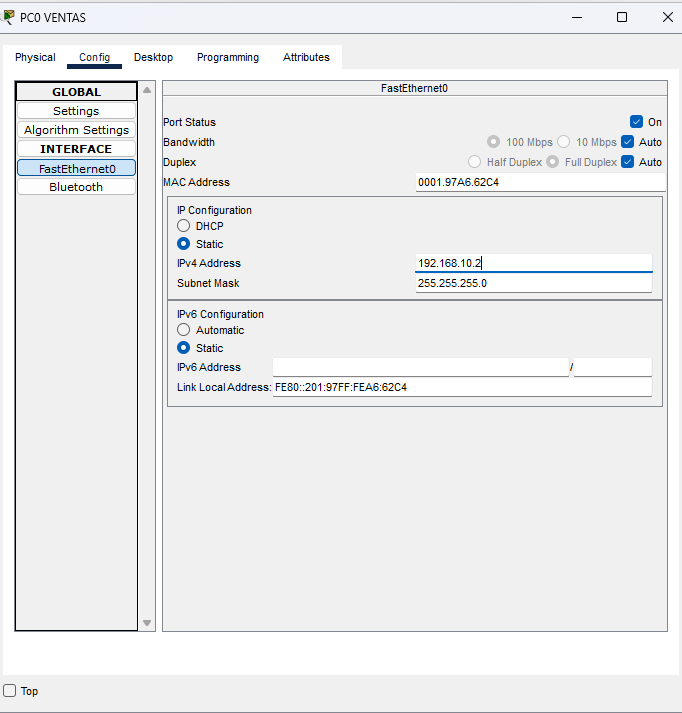 PC0 VENTAS
Physical Config Desktop Programming Attributes
GLOBAL
Settings
Algorithm Settings
INTERFACE
FastEthernet0
Bluetooth
FastEthernet0
Port Status On
Bandwidth 100 Mbps 10 Mbps Auto
Duplex Half Duplex Full Duplex Auto
MAC Address 0001.97A6.62C4
IP Configuration
DHCP
Static
IPv4 Address 192.168.10.2
Subnet Mask 255.255.255.0
IPv6 Configuration
Automatic
Static
IPv6 Address /
Link Local Address: FE80::201:97FF:FEA6:62C4
Top